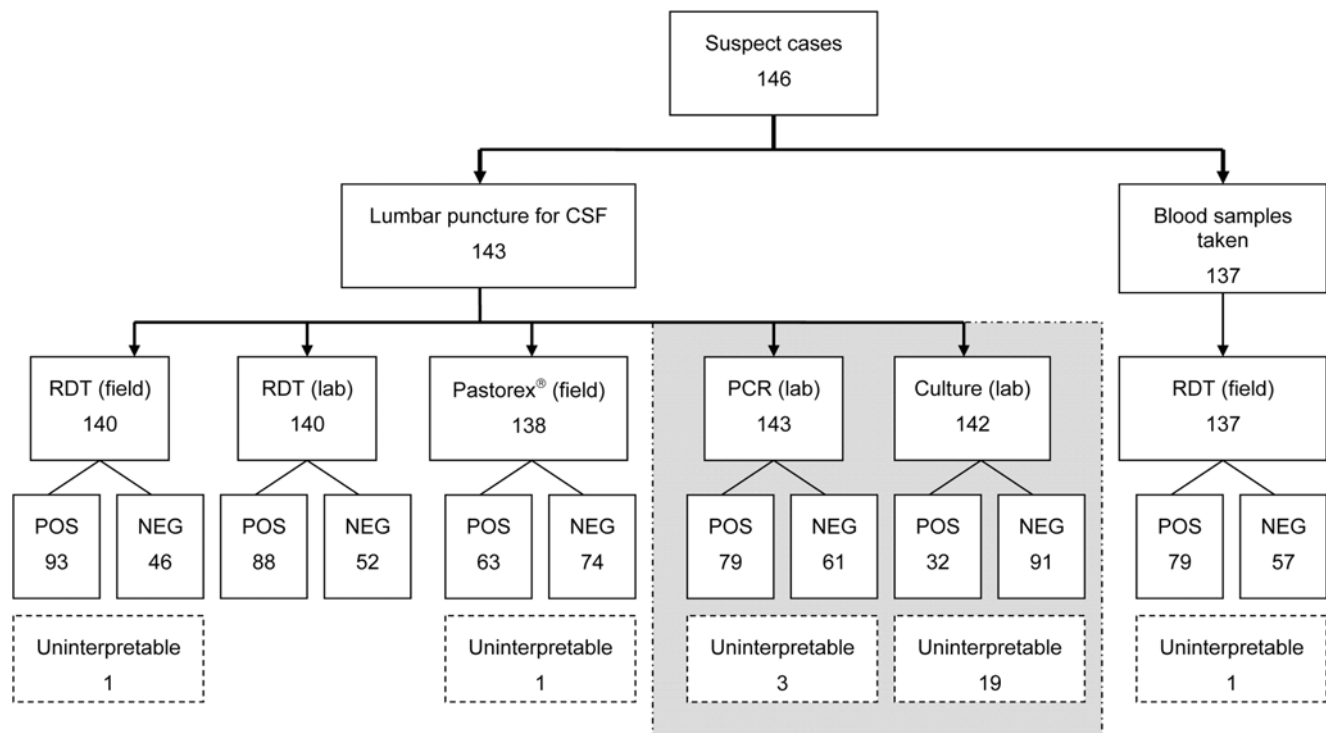 Suspect cases
146
Lumbar puncture for CSF
143
Blood samples
taken
137
RDT (field)
140
RDT (lab)
140
Pastorex® (field)
138
PCR (lab)
143
Culture (lab)
142
RDT (field)
137
POS
93
NEG
46
POS
88
NEG
52
POS
63
NEG
74
POS
79
NEG
61
POS
32
NEG
91
POS
79
NEG
57
Uninterpretable
1
Uninterpretable
1
Uninterpretable
3
Uninterpretable
19
Uninterpretable
1